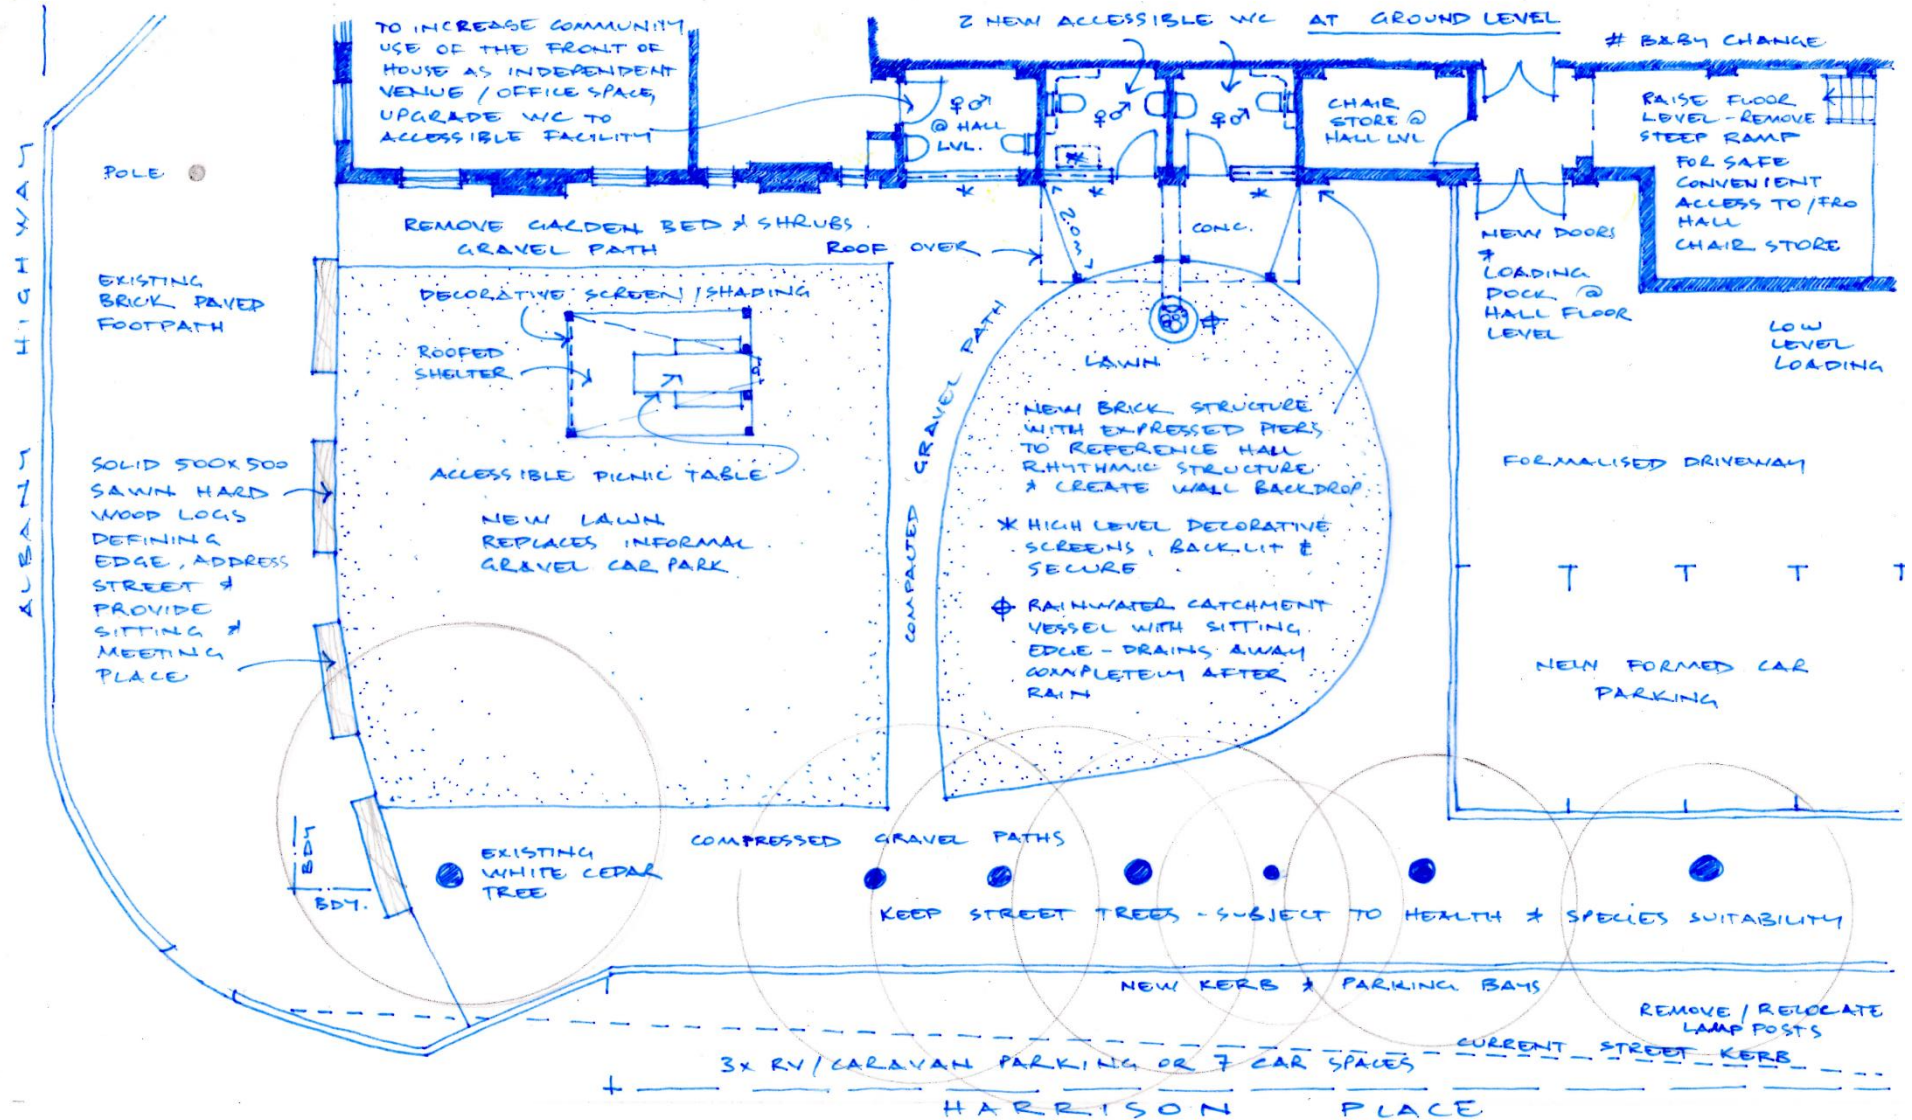 TO INCREASE COMMUNITY
USE OF THE FRONT OF
HOUSE AS INDEPENDENT
VENUE / OFFICE SPACE,
UPGRADE WC TO
ACCESSIBLE FACILITY
2 NEW ACCESSIBLE WC AT GROUND LEVEL
# BABY CHANGE
♀♂
@ HALL
LVL.
♀♂
♀♂
*
*
*
*
CHAIR
STORE @
HALL LVL
RAISE FLOOR
LEVEL - REMOVE
STEEP RAMP
FOR SAFE
CONVENIENT
ACCESS TO/FRO
HALL
CHAIR STORE
POLE
ALBANY HIGHWAY
REMOVE GARDEN BED & SHRUBS.
GRAVEL PATH
ROOF OVER
2.0m
CONC.
NEW DOORS
&
LOADING
DOCK @
HALL FLOOR
LEVEL
LOW
LEVEL
LOADING
EXISTING
BRICK PAVED
FOOTPATH
DECORATIVE SCREEN / SHADING
ROOFED
SHELTER
ACCESSIBLE PICNIC TABLE
NEW LAWN
REPLACES INFORMAL
GRAVEL CAR PARK
COMPACTED GRAVEL PATH
GRAVEL PATH
LAWN
NEW BRICK STRUCTURE
WITH EXPRESSED PIERS
TO REFERENCE HALL
RHYTHMIC STRUCTURE
& CREATE WALL BACKDROP
* HIGH LEVEL DECORATIVE
SCREENS, BACKLIT &
SECURE
RAINWATER CATCHMENT
VESSEL WITH SITTING
EDGE - DRAINS AWAY
COMPLETELY AFTER
RAIN
FORMALISED DRIVEWAY
NEW FORMED CAR
PARKING
SOLID 500X500
SAWN HARD
WOOD LOGS
DEFINING
EDGE, ADDRESS
STREET &
PROVIDE
SITTING &
MEETING
PLACE
BDY
BDY.
EXISTING
WHITE CEDAR
TREE
COMPRESSED GRAVEL PATHS
KEEP STREET TREES - SUBJECT TO HEALTH & SPECIES SUITABILITY
NEW KERB & PARKING BAYS
REMOVE / RELOCATE
LAMP POSTS
CURRENT STREET KERB
3x RV/CARAVAN PARKING OR 7 CAR SPACES
HARRISON PLACE